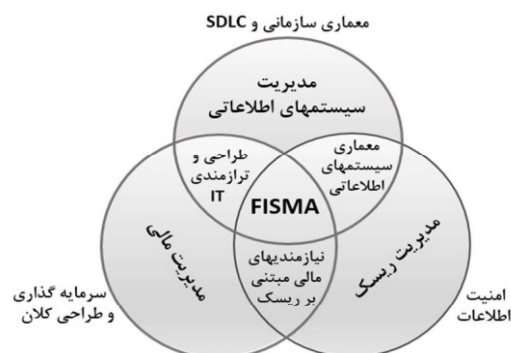 معماری سازمانی و SDLC
مدیریت
سیستمهای اطلاعاتی
طراحی و
ترازمندی
IT
معماری
سیستمهای
اطلاعاتی
FISMA
مدیریت مالی
نیازمندیهای
مالی مبتنی
بر ریسک
مدیریت ریسک
سرمایه گذاری
و طراحی کلان
امنیت
اطلاعات